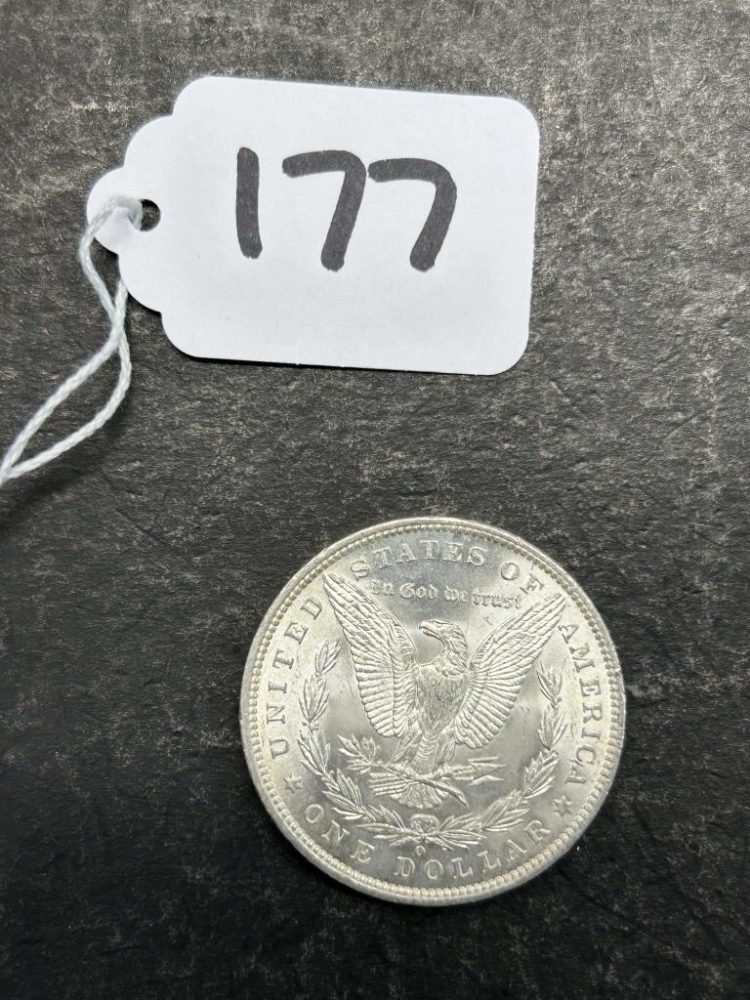 177
UNITED STATES OF AMERICA
In God we trust
O
ONE DOLLAR